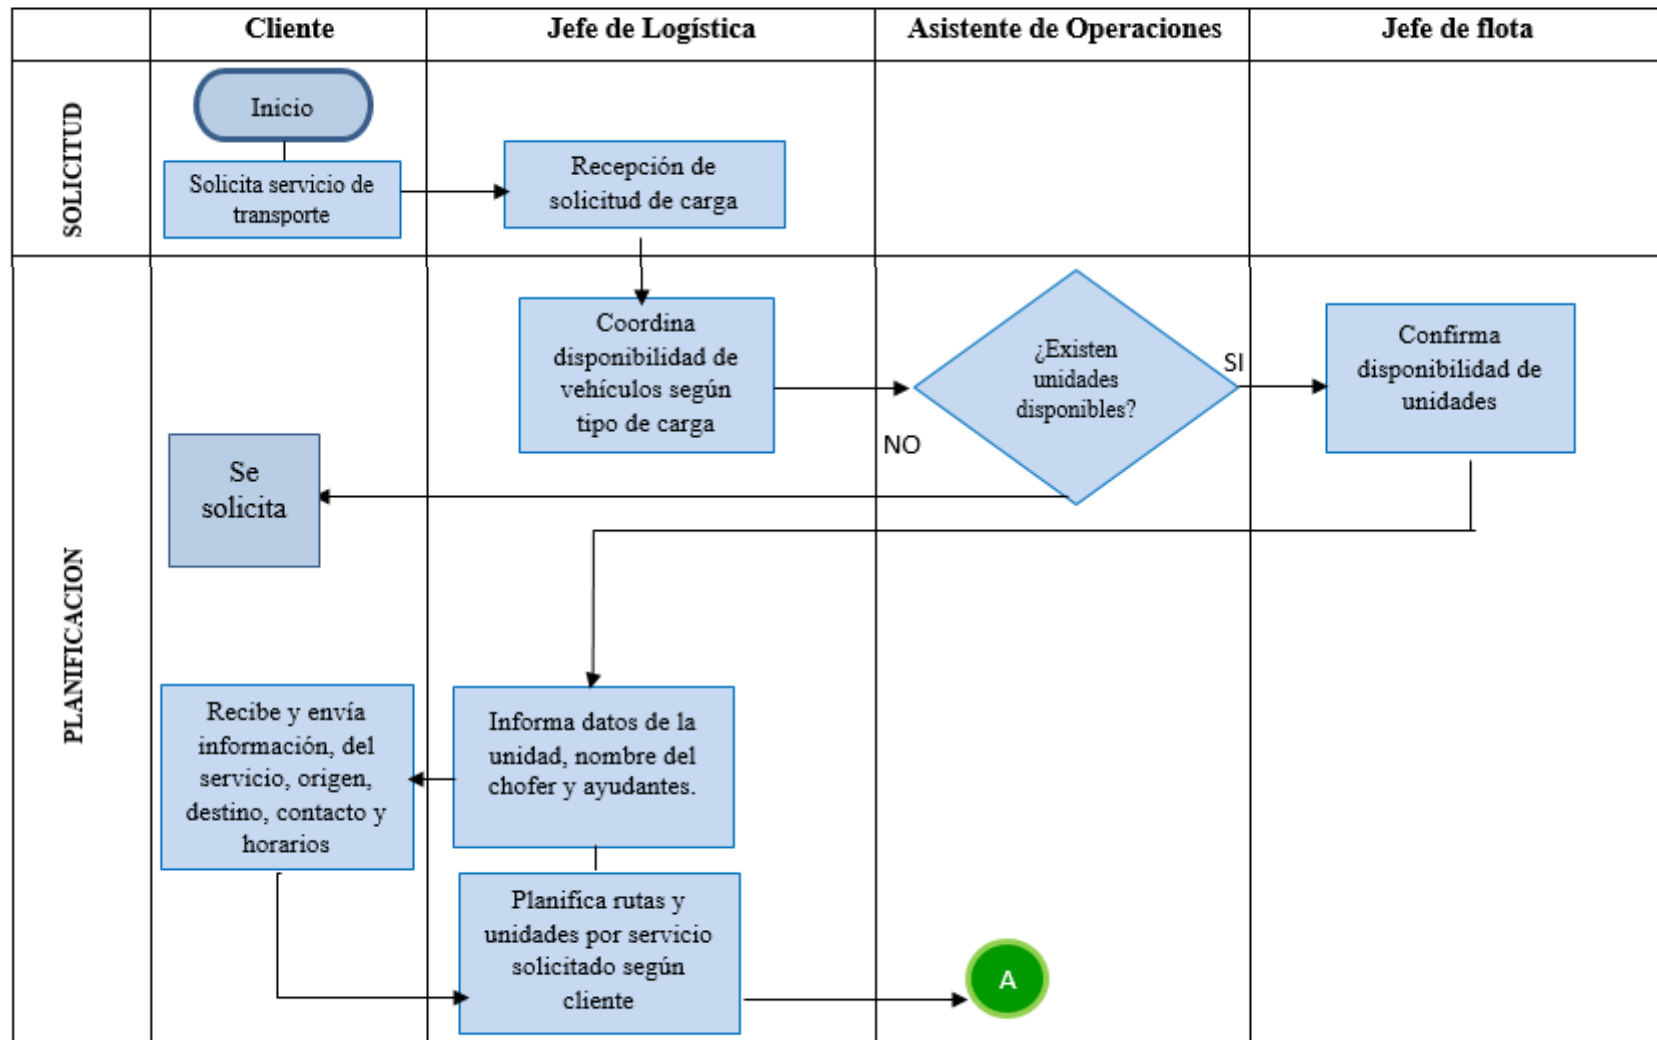 Cliente
Jefe de Logística
Asistente de Operaciones
Jefe de flota
SOLICITUD
Inicio
Solicita servicio de
transporte
Recepción de
solicitud de carga
PLANIFICACION
Coordina
disponibilidad de
vehículos según
tipo de carga
¿Existen
unidades
disponibles?
SI
NO
Confirma
disponibilidad de
unidades
Se
solicita
Recibe y envía
información, del
servicio, origen,
destino, contacto y
horarios
Informa datos de la
unidad, nombre del
chofer y ayudantes.
Planifica rutas y
unidades por servicio
solicitado según
cliente
A